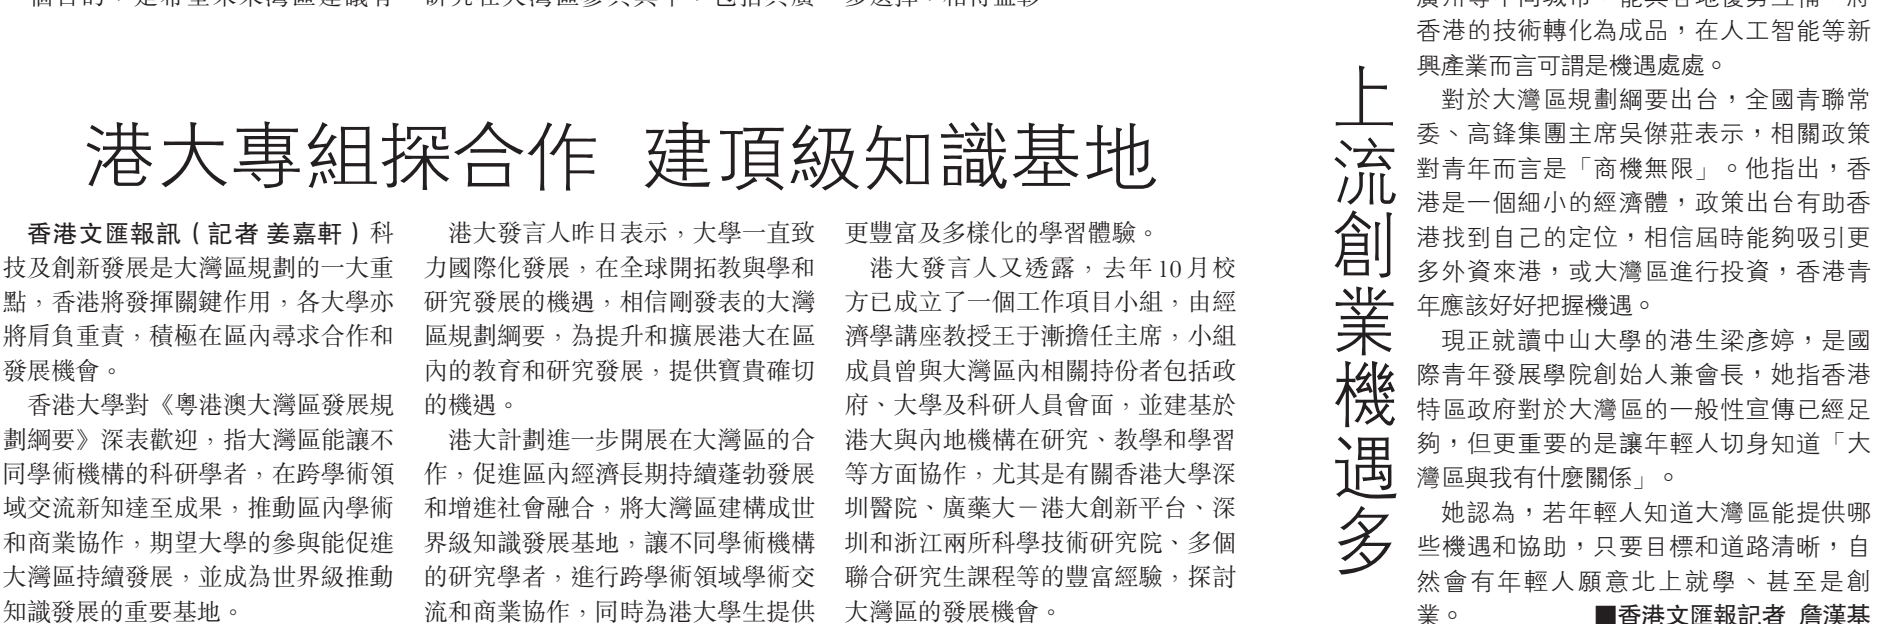 港大專組探合作 建頂級知識基地
香港文匯報訊（記者 姜嘉軒）科
技及創新發展是大灣區規劃的一大重
點，香港將發揮關鍵作用，各大學亦
將肩負重責，積極在區內尋求合作和
發展機會。
香港大學對《粵港澳大灣區發展規
劃綱要》深表歡迎，指大灣區能讓不
同學術機構的科研學者，在跨學術領
域交流新知達至成果，推動區內學術
和商業協作，期望大學的參與能促進
大灣區持續發展，並成為世界級推動
知識發展的重要基地。
港大發言人昨日表示，大學一直致
力國際化發展，在全球開拓教與學和
研究發展的機遇，相信剛發表的大灣
區規劃綱要，為提升和擴展港大在區
內的教育和研究發展，提供寶貴確切
的機遇。
港大計劃進一步開展在大灣區的合
作，促進區內經濟長期持續蓬勃發展
和增進社會融合，將大灣區建構成世
界級知識發展基地，讓不同學術機構
的研究學者，進行跨學術領域學術交
流和商業協作，同時為港大學生提供
更豐富及多樣化的學習體驗。
港大發言人又透露，去年10月校
方已成立了一個工作項目小組，由經
濟學講座教授王于漸擔任主席，小組
成員曾與大灣區內相關持份者包括政
府、大學及科研人員會面，並建基於
港大與內地機構在研究、教學和學習
等方面協作，尤其是有關香港大學深
圳醫院、廣藥大－港大創新平台、深
圳和浙江兩所科學技術研究院、多個
聯合研究生課程等的豐富經驗，探討
大灣區的發展機會。
上流創業機遇多
香港的技術轉化為成品，在人工智能等新
興產業而言可謂是機遇處處。
對於大灣區規劃綱要出台，全國青聯常
委、高鋒集團主席吳傑莊表示，相關政策
對青年而言是「商機無限」。他指出，香
港是一個細小的經濟體，政策出台有助香
港找到自己的定位，相信屆時能夠吸引更
多外資來港，或大灣區進行投資，香港青
年應該好好把握機遇。
現正就讀中山大學的港生梁彥婷，是國
際青年發展學院創始人兼會長，她指香港
特區政府對於大灣區的一般性宣傳已經足
夠，但更重要的是讓年輕人切身知道「大
灣區與我有什麼關係」。
她認為，若年輕人知道大灣區能提供哪
些機遇和協助，只要目標和道路清晰，自
然會有年輕人願意北上就學、甚至是創
業。 ■香港文匯報記者 詹漢基